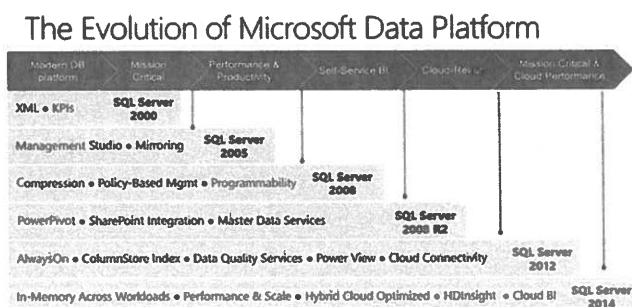 The Evolution of Microsoft Data Platform
Modern DB platform
Mission Critical
Performance & Productivity
Self-Service BI
Mission Critical & Cloud Performance
XML • KPIs
SQL Server 2000
Management Studio • Mirroring
SQL Server 2005
Compression • Policy-Based Mgmt • Programmability
SQL Server 2008
PowerPivot • SharePoint Integration • Master Data Services
SQL Server 2008 R2
AlwaysOn • ColumnStore Index • Data Quality Services • Power View • Cloud Connectivity
SQL Server 2012
In-Memory Across Workloads • Performance & Scale • Hybrid Cloud Optimized • HDInsight • Cloud BI
SQL Server 2014